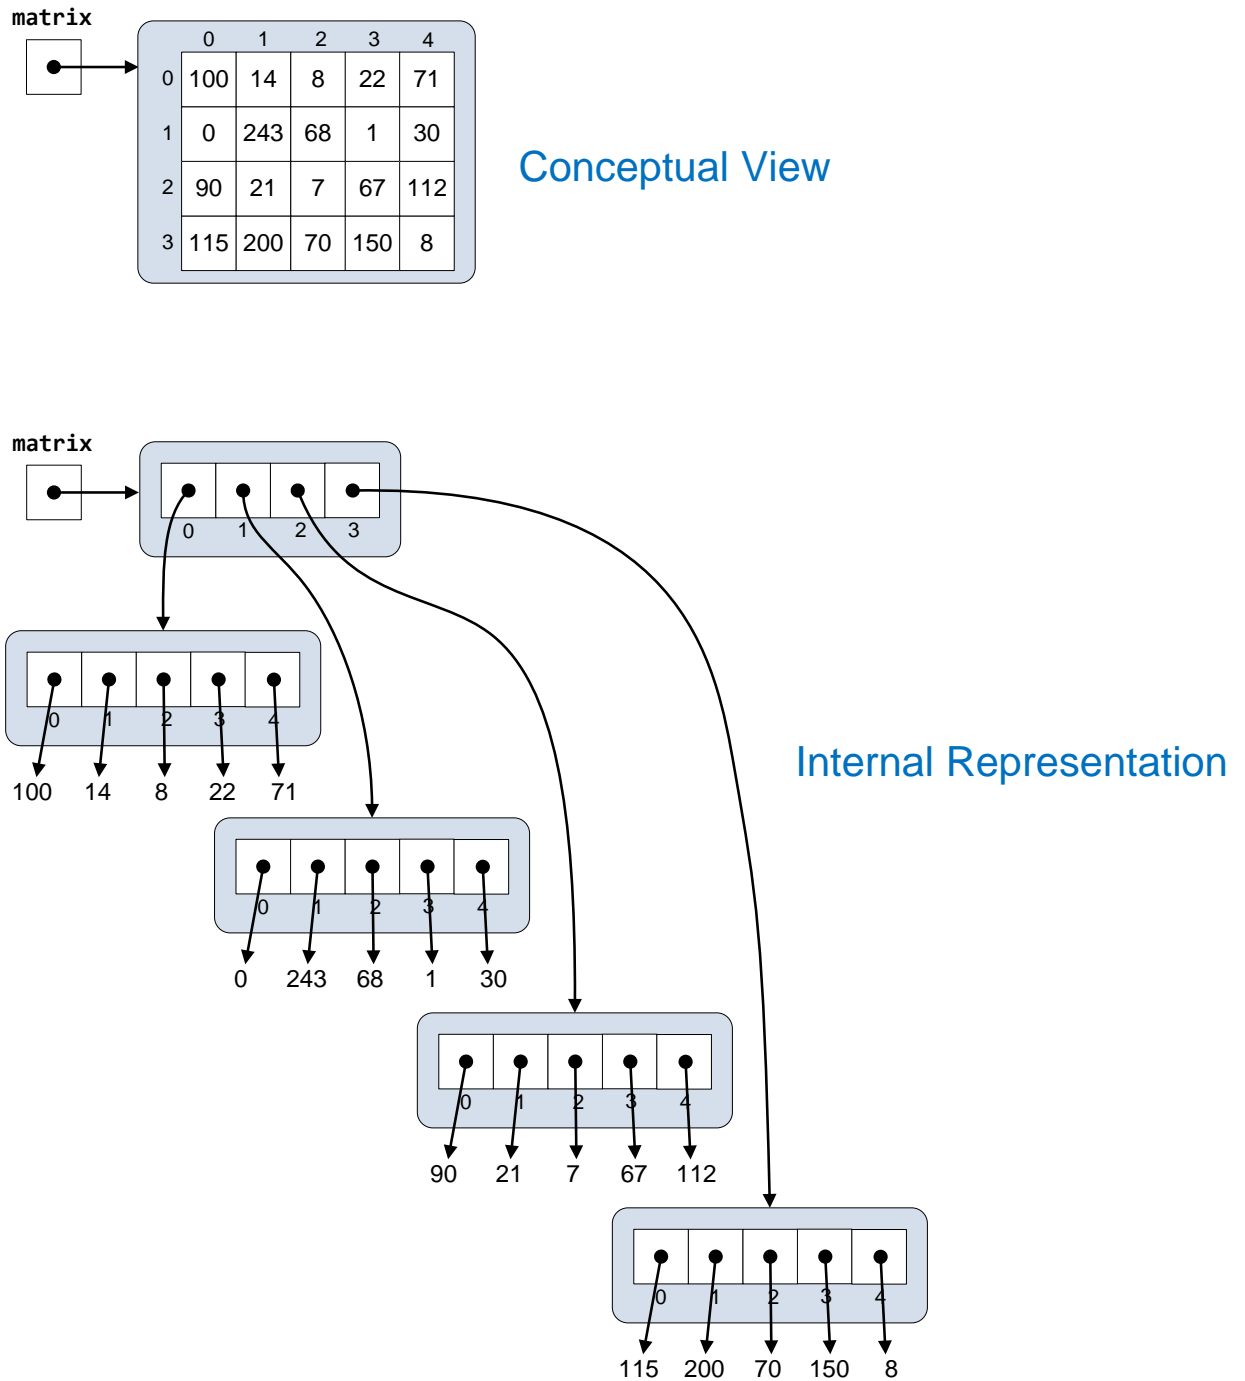 matrix
0 1 2 3 4
0 100 14 8 22 71
1 0 243 68 1 30
2 90 21 7 67 112
3 115 200 70 150 8
Conceptual View
matrix
0 1 2 3
0 1 2 3 4
100 14 8 22 71
Internal Representation
0 1 2 3 4
0 243 68 1 30
0 1 2 3 4
90 21 7 67 112
0 1 2 3 4
115 200 70 150 8